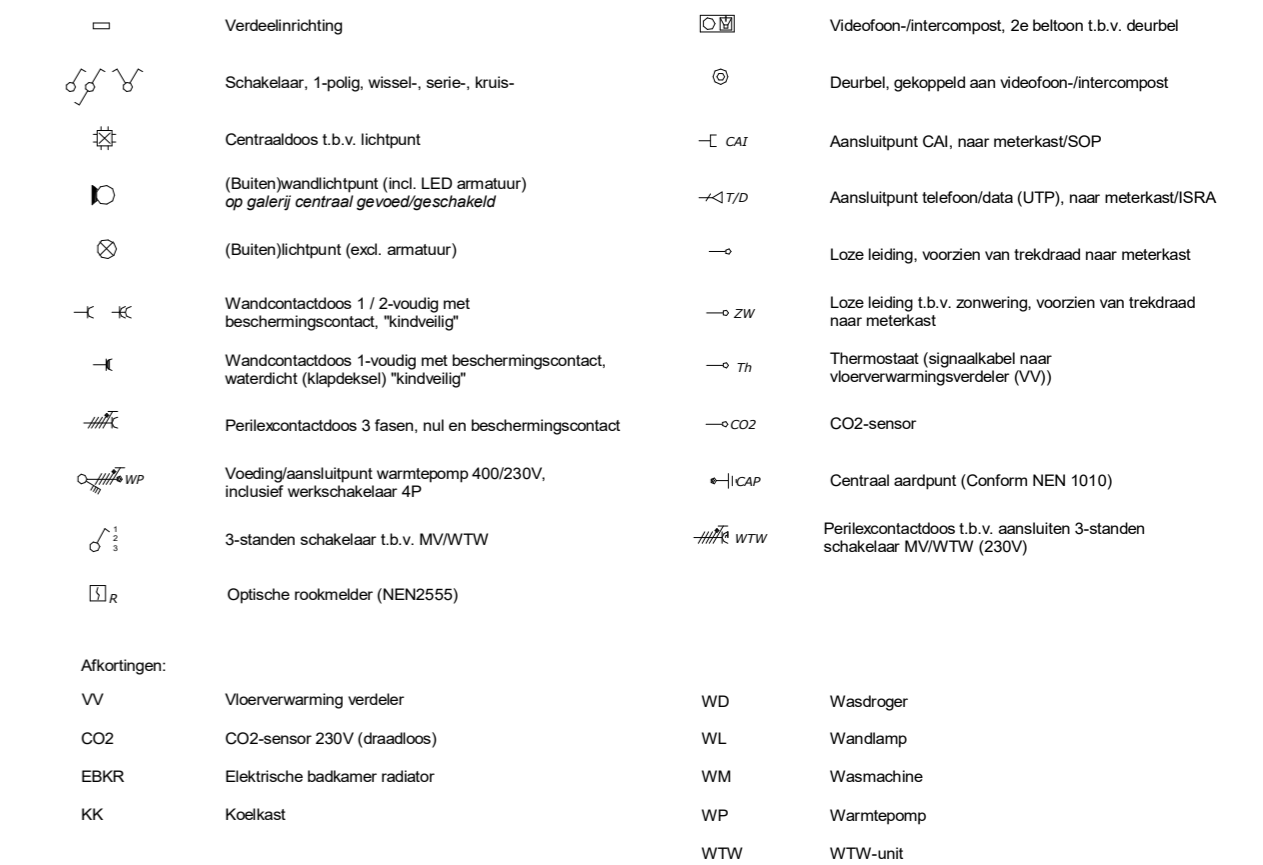 Verdeelinrichting
Schakelaar, 1-polig, wissel-, serie-, kruis-
Centraaldoos t.b.v. lichtpunt
(Buiten)wandlichtpunt (incl. LED armatuur)
op galerij centraal gevoed/geschakeld
(Buiten)lichtpunt (excl. armatuur)
Wandcontactdoos 1 / 2-voudig met
beschermingscontact, "kindveilig"
Wandcontactdoos 1-voudig met beschermingscontact,
waterdicht (klapdeksel) "kindveilig"
Perilexcontactdoos 3 fasen, nul en beschermingscontact
WP
Voeding/aansluitpunt warmtepomp 400/230V,
inclusief werkschakelaar 4P
1
2
3
3-standen schakelaar t.b.v. MV/WTW
R
Optische rookmelder (NEN2555)
Videofoon-/intercompost, 2e beltoon t.b.v. deurbel
Deurbel, gekoppeld aan videofoon-/intercompost
CAI
Aansluitpunt CAI, naar meterkast/SOP
T/D
Aansluitpunt telefoon/data (UTP), naar meterkast/ISRA
Loze leiding, voorzien van trekdraad naar meterkast
ZW
Loze leiding t.b.v. zonwering, voorzien van trekdraad
naar meterkast
Th
Thermostaat (signaalkabel naar
vloerverwarmingsverdeler (VV))
CO2
CO2-sensor
CAP
Centraal aardpunt (Conform NEN 1010)
WTW
Perilexcontactdoos t.b.v. aansluiten 3-standen
schakelaar MV/WTW (230V)
Afkortingen:
VV Vloerverwarming verdeler
CO2 CO2-sensor 230V (draadloos)
EBKR Elektrische badkamer radiator
KK Koelkast
WD Wasdroger
WL Wandlamp
WM Wasmachine
WP Warmtepomp
WTW WTW-unit